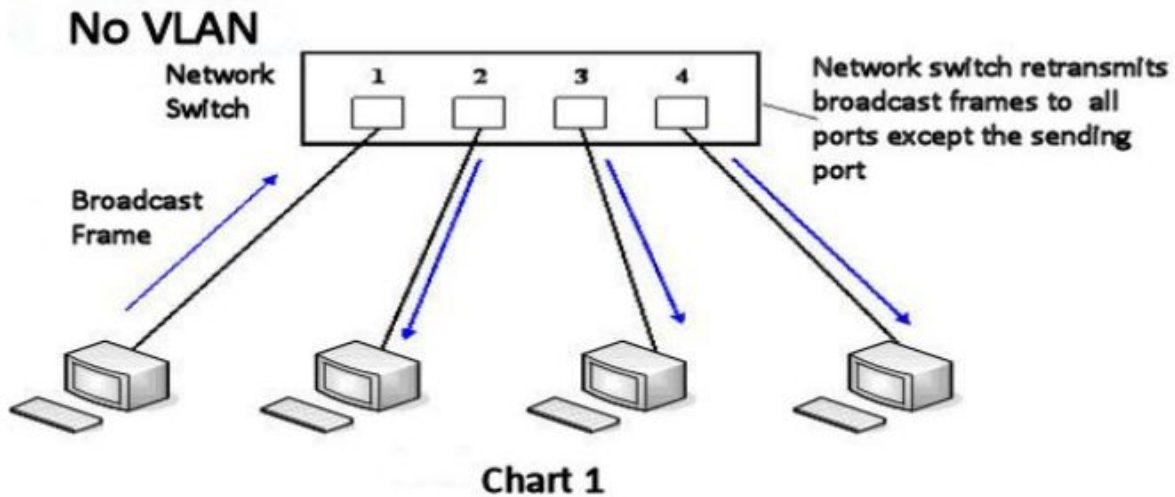 No VLAN
Network
Switch
1 2 3 4
Network switch retransmits
broadcast frames to all
ports except the sending
port
Broadcast
Frame
Chart 1